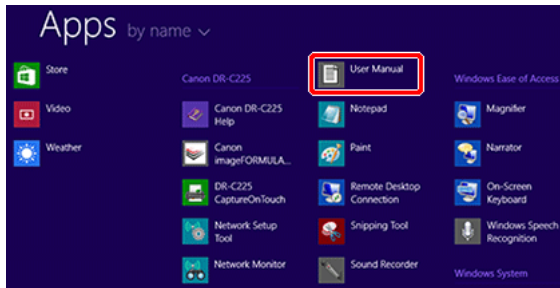 Apps by name
Store
Video
Weather
Canon DR-C225
Canon DR-C225
Help
Canon
imageFORMULA...
DR-C225
CaptureOnTouch
Network Setup
Tool
Network Monitor
User Manual
Notepad
Paint
Remote Desktop
Connection
Snipping Tool
Sound Recorder
Windows Ease of Access
Magnifier
Narrator
On-Screen
Keyboard
Windows Speech
Recognition
Windows System